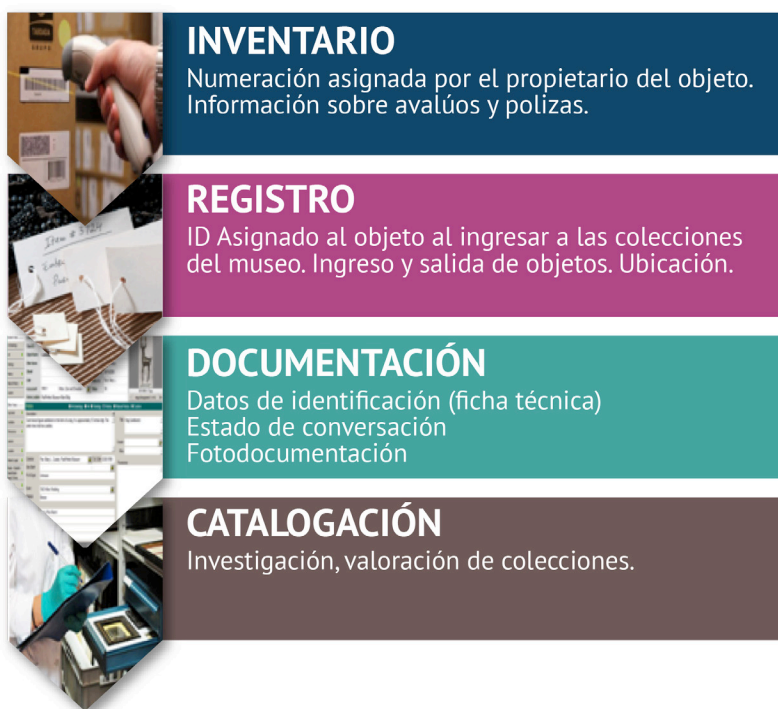 INVENTARIO
Numeración asignada por el propietario del objeto.
Información sobre avalúos y polizas.
REGISTRO
ID Asignado al objeto al ingresar a las colecciones
del museo. Ingreso y salida de objetos. Ubicación.
Item # 3724
DOCUMENTACIÓN
Datos de identificación (ficha técnica)
Estado de conversación
Fotodocumentación
CATALOGACIÓN
Investigación, valoración de colecciones.